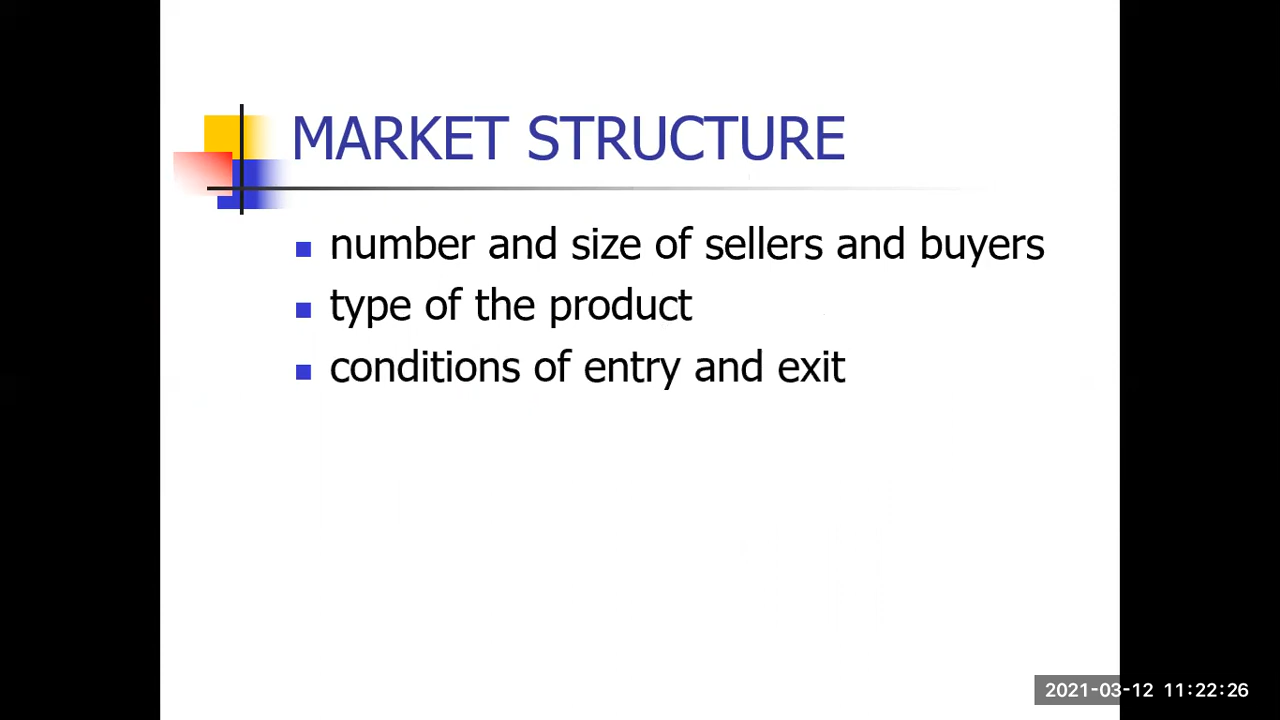 MARKET STRUCTURE
number and size of sellers and buyers
type of the product
conditions of entry and exit
2021-03-12 11:22:26